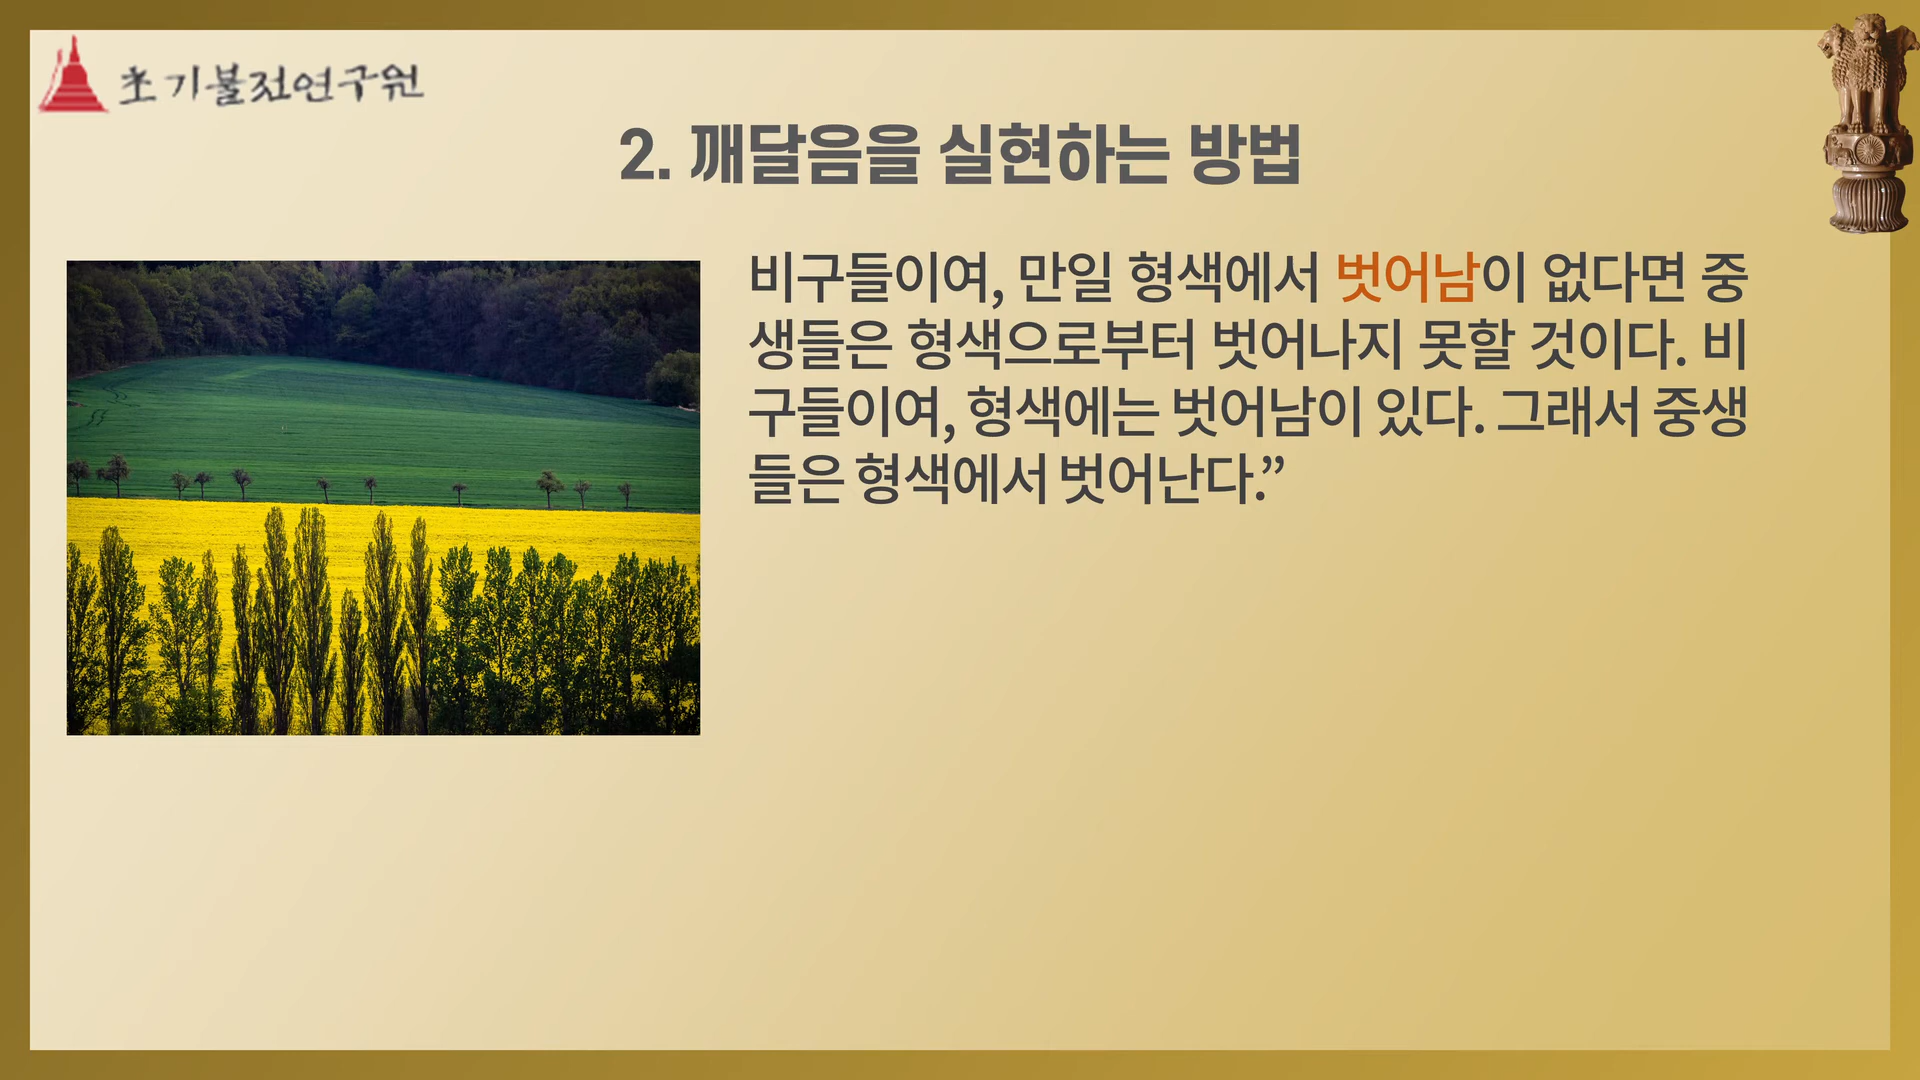 초기불전연구원
2. 깨달음을 실현하는 방법
비구들이여, 만일 형색에서 벗어남이 없다면 중
생들은 형색으로부터 벗어나지 못할 것이다. 비
구들이여, 형색에는 벗어남이 있다. 그래서 중생
들은 형색에서 벗어난다.”